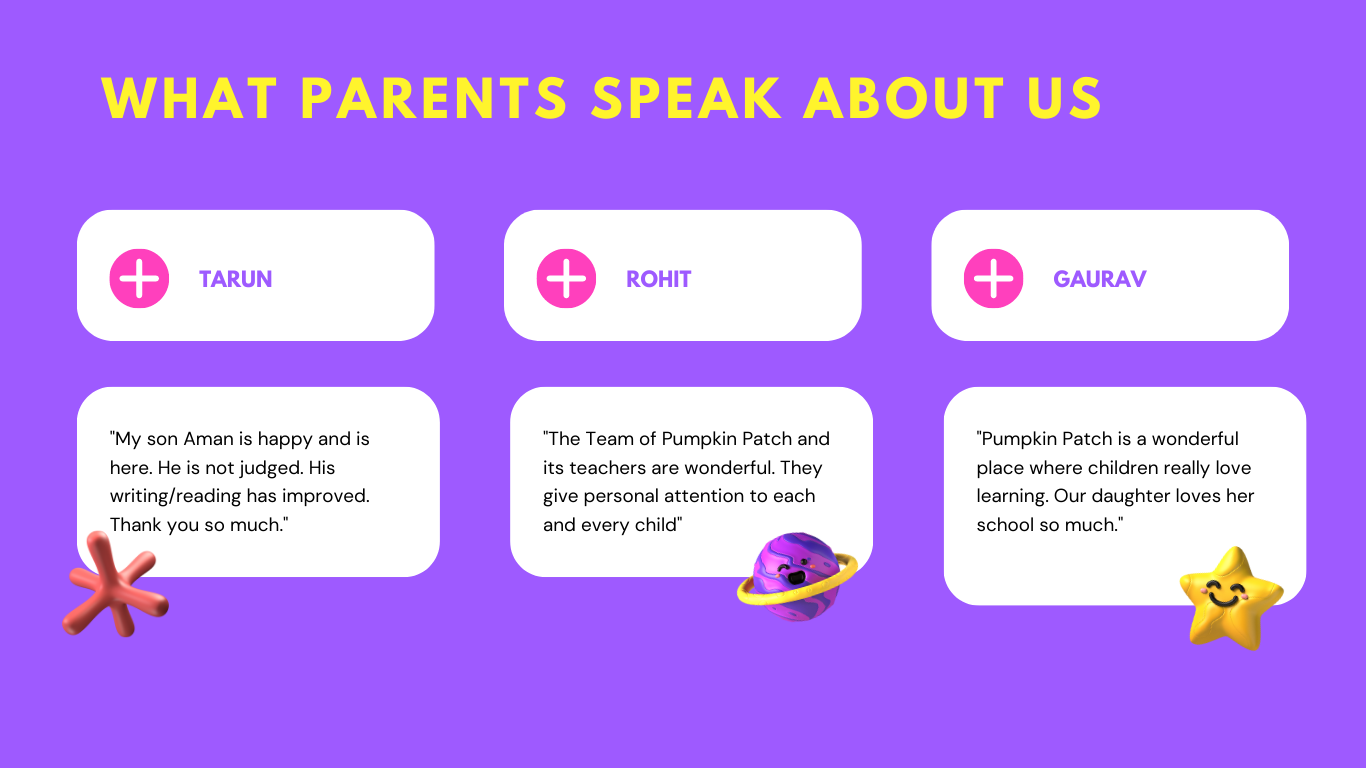 WHAT PARENTS SPEAK ABOUT US
TARUN
ROHIT
GAURAV
"My son Aman is happy and is
here. He is not judged. His
writing/reading has improved.
Thank you so much."
"The Team of Pumpkin Patch and
its teachers are wonderful. They
give personal attention to each
and every child"
"Pumpkin Patch is a wonderful
place where children really love
learning. Our daughter loves her
school so much."